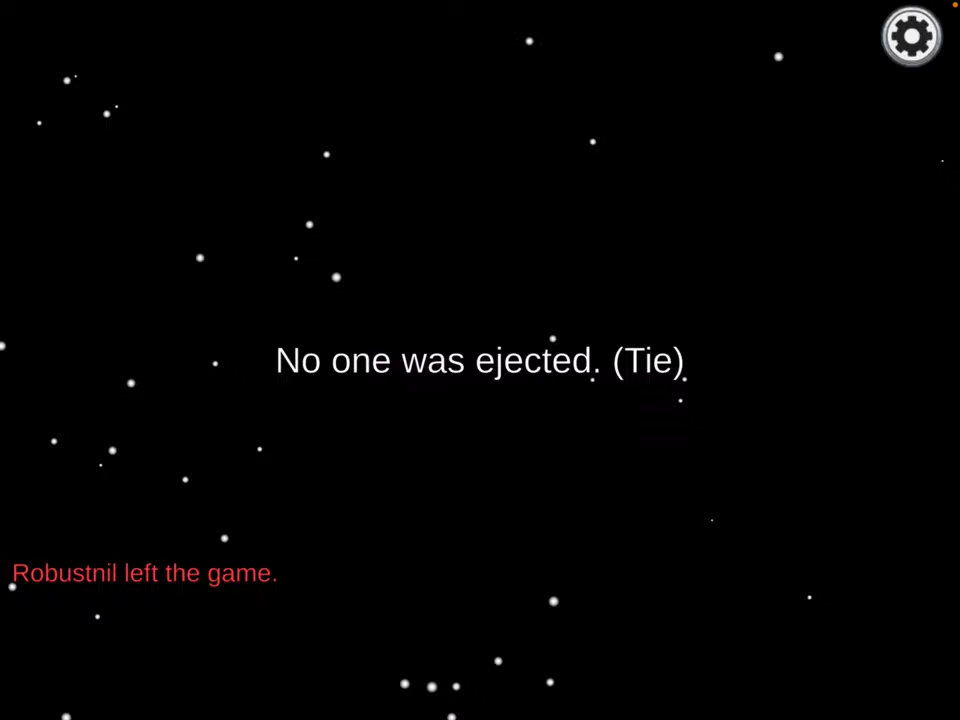 No one was ejected. (Tie)
Robustnil left the game.